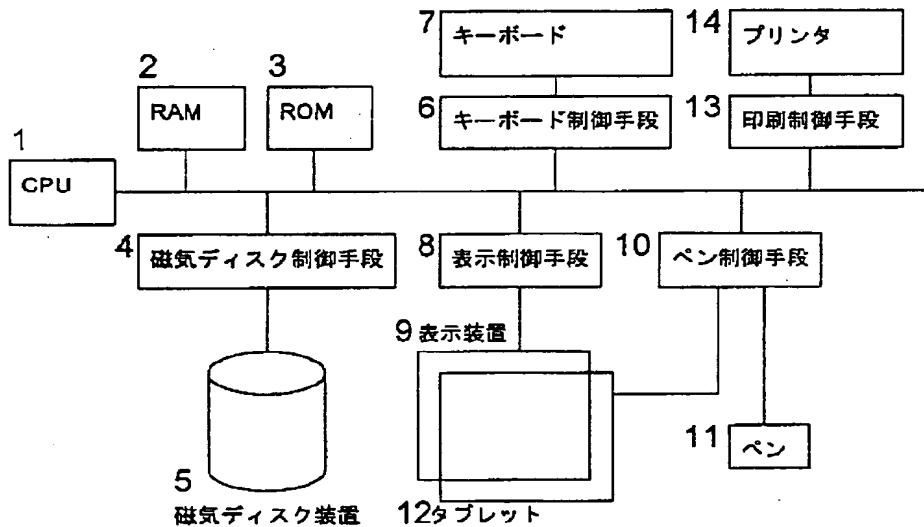 7 キーボード
14 プリンタ
2 RAM
3 ROM
6 キーボード制御手段
13 印刷制御手段
1 CPU
4 磁気ディスク制御手段
8 表示制御手段
10 ペン制御手段
9 表示装置
11 ペン
5
磁気ディスク装置
12 タブレット